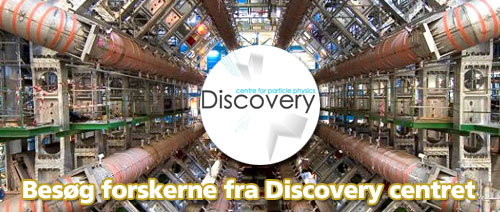 centre for particle physics
Discovery
Besøg forskerne fra Discovery centret